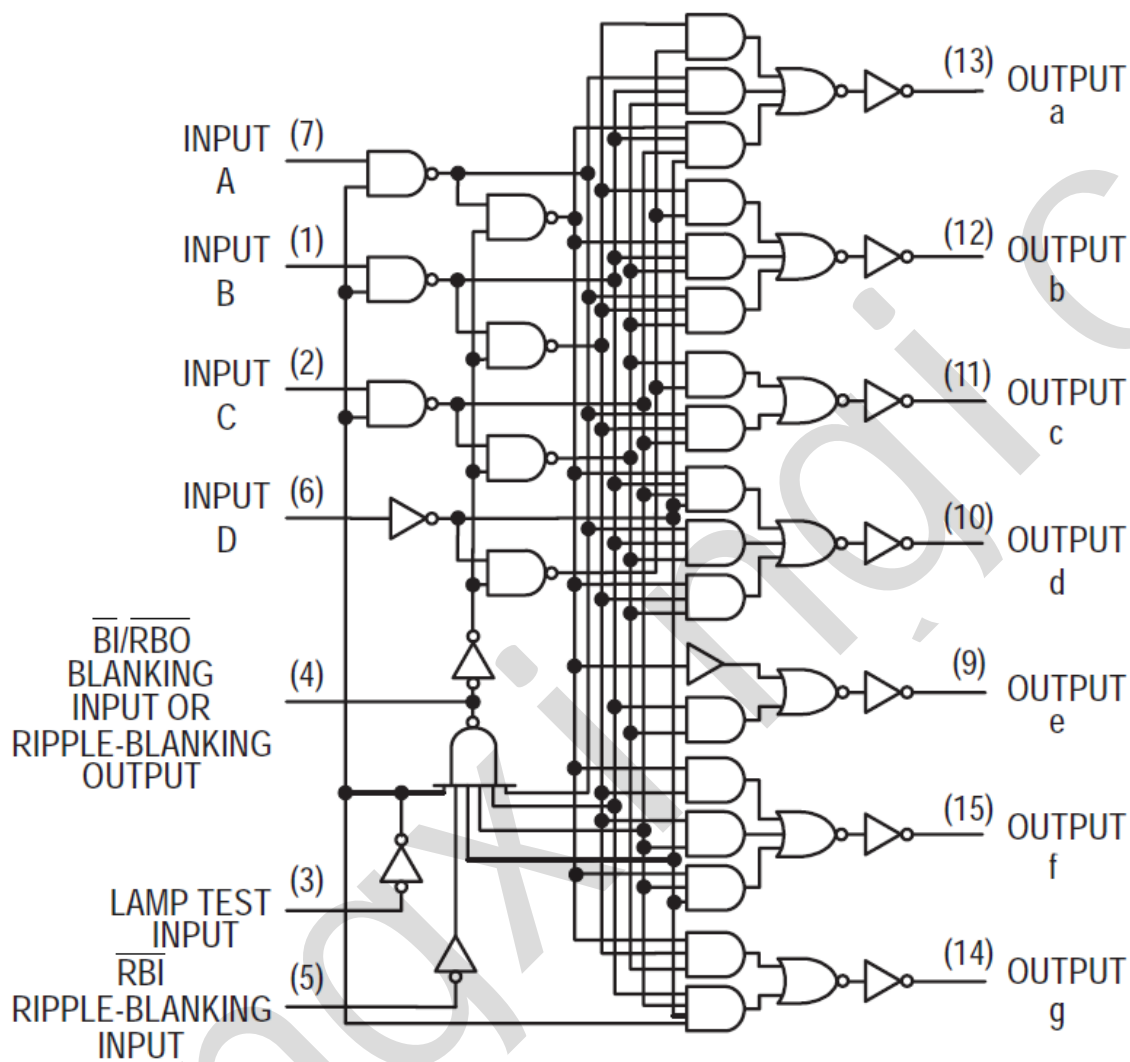 INPUT (7)
A
INPUT (1)
B
INPUT (2)
C
INPUT (6)
D
BI/RBO
BLANKING
INPUT OR (4)
RIPPLE-BLANKING
OUTPUT
LAMP TEST (3)
INPUT
RBI
RIPPLE-BLANKING (5)
INPUT
(13) OUTPUT
a
(12) OUTPUT
b
(11) OUTPUT
c
(10) OUTPUT
d
(9) OUTPUT
e
(15) OUTPUT
f
(14) OUTPUT
g